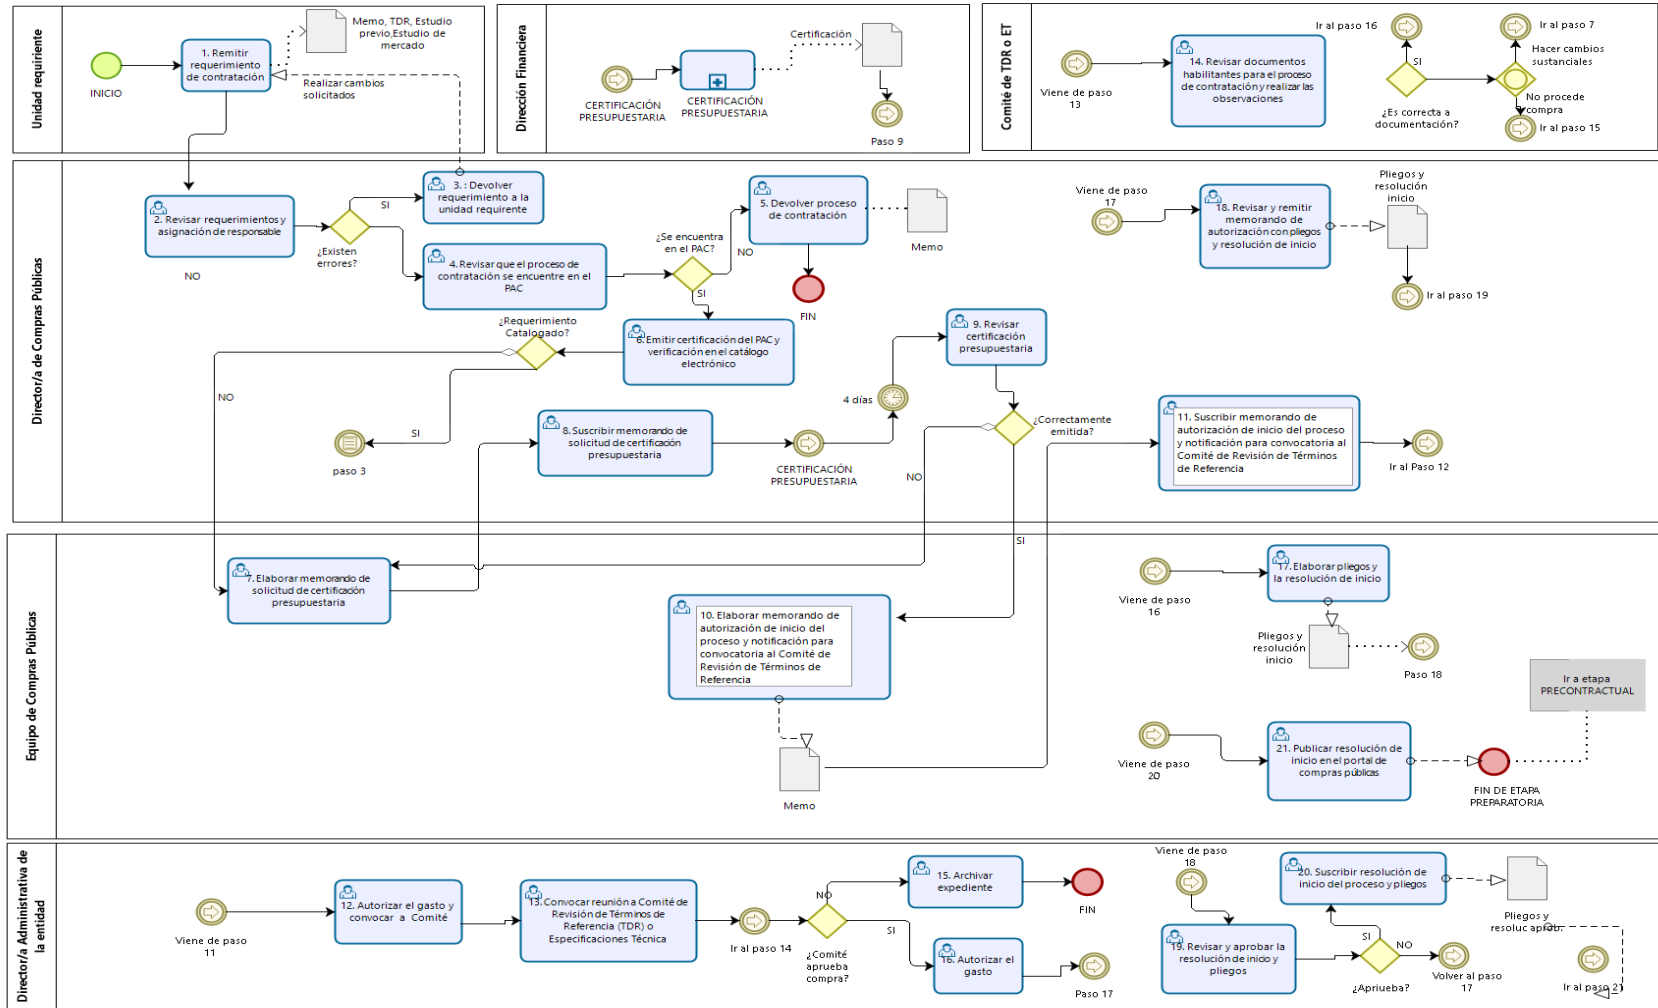 Unidad requiriente
INICIO
1. Remitir
requerimiento
de contratación
Memo, TDR, Estudio
previo,Estudio de
mercado
Realizar cambios
solicitados
Dirección Financiera
CERTIFICACIÓN
PRESUPUESTARIA
CERTIFICACIÓN
PRESUPUESTARIA
Certificación
Paso 9
Comité de TDR o ET
Viene de paso
13
14. Revisar documentos
habilitantes para el proceso
de contratación y realizar las
observaciones
Ir al paso 16
SI
¿Es correcta a
documentación?
Ir al paso 7
Hacer cambios
sustanciales
No procede
compra
Ir al paso 15
Director/a de Compras Públicas
2. Revisar requerimientos y
asignación de responsable
NO
SI
¿Existen
errores?
3. : Devolver
requerimiento a la
unidad requirente
4. Revisar que el proceso de
contratación se encuentre en el
PAC
¿Se encuentra
en el PAC?
NO
SI
5. Devolver proceso
de contratación
Memo
FIN
6. Emitir certificación del PAC y
verificación en el catálogo
electrónico
¿Requerimiento
Catalogado?
NO
SI
paso 3
8. Suscribir memorando de
solicitud de certificación
presupuestaria
CERTIFICACIÓN
PRESUPUESTARIA
4 días
9. Revisar
certificación
presupuestaria
¿Correctamente
emitida?
NO
SI
11. Suscribir memorando de
autorización de inicio del proceso
y notificación para convocatoria al
Comité de Revisión de Términos
de Referencia
Ir al Paso 12
Viene de paso
17
18. Revisar y remitir
memorando de
autorización con pliegos
y resolución de inicio
Pliegos y
resolución
inicio
Ir al paso 19
Equipo de Compras Públicas
7. Elaborar memorando de
solicitud de certificación
presupuestaria
10. Elaborar memorando de
autorización de inicio del
proceso y notificación para
convocatoria al Comité de
Revisión de Términos de
Referencia
Memo
Viene de paso
16
17. Elaborar pliegos y
la resolución de inicio
Pliegos y
resolución
inicio
Paso 18
Viene de paso
20
21. Publicar resolución de
inicio en el portal de
compras públicas
FIN DE ETAPA
PREPARATORIA
Ir a etapa
PRECONTRACTUAL
Director/a Administrativa de
la entidad
Viene de paso
11
12. Autorizar el gasto y
convocar a Comité
13. Convocar reunión a Comité de
Revisión de Términos de
Referencia (TDR) o
Especificaciones Técnica
Ir al paso 14
NO
SI
¿Comité
aprueba
compra?
15. Archivar
expediente
FIN
16. Autorizar el
gasto
Paso 17
Viene de paso
18
19. Revisar y aprobar la
resolución de inicio y
pliegos
SI
NO
¿Apriueba?
Volver al paso
17
20. Suscribir resolución de
inicio del proceso y pliegos
Pliegos y
resoluc aprob.
Ir al paso 21